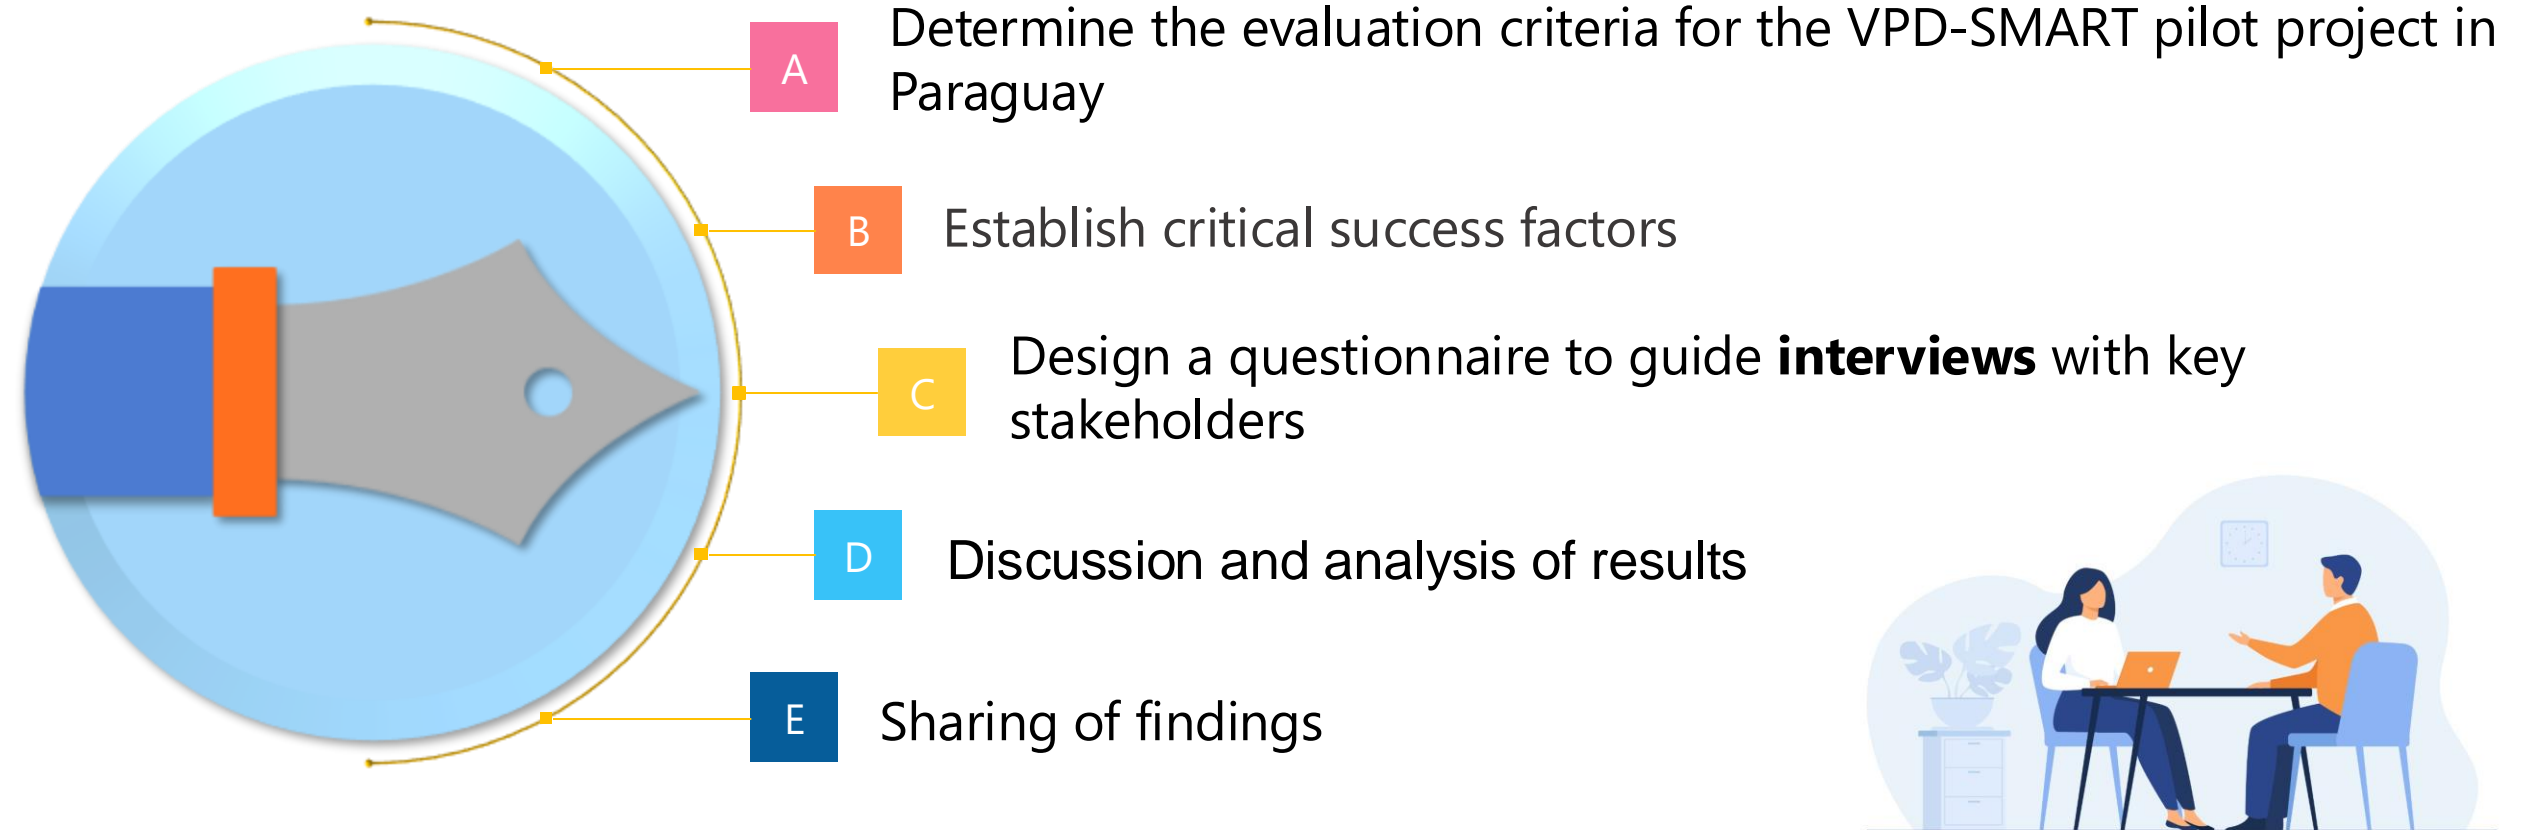 A
Determine the evaluation criteria for the VPD-SMART pilot project in
Paraguay
B
Establish critical success factors
C
Design a questionnaire to guide interviews with key
stakeholders
D
Discussion and analysis of results
E
Sharing of findings